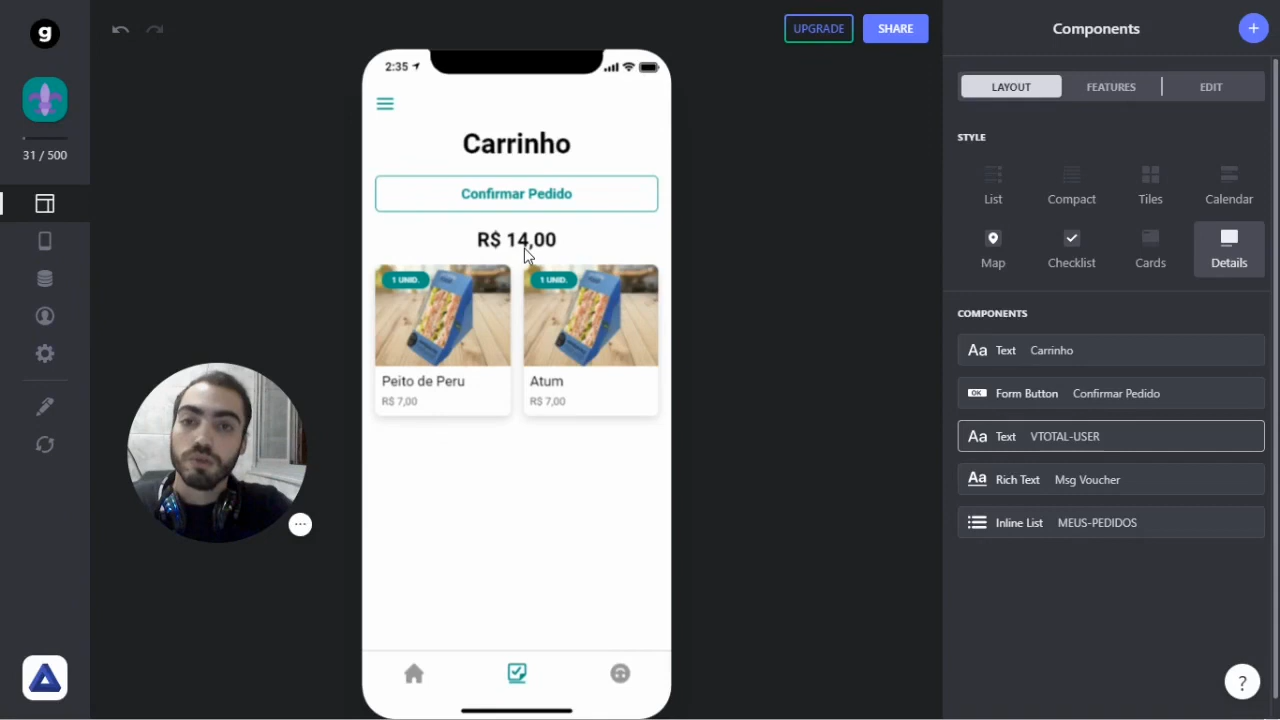 g
31 / 500
UPGRADE
SHARE
2:35
Carrinho
Confirmar Pedido
R$ 14,00
1 UNID.
1 UNID.
Peito de Peru
R$ 7,00
Atum
R$ 7,00
Components
+
LAYOUT
FEATURES
EDIT
STYLE
List
Compact
Tiles
Calendar
Map
Checklist
Cards
Details
COMPONENTS
Aa Text Carrinho
OK Form Button Confirmar Pedido
Aa Text VTOTAL-USER
Aa Rich Text Msg Voucher
Inline List MEUS-PEDIDOS
?